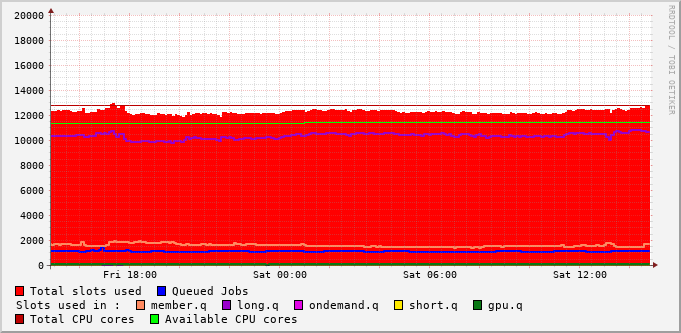 RRDTOOL / TOBI OETIKER
20000
18000
16000
14000
12000
10000
8000
6000
4000
2000
0
Fri 18:00 Sat 00:00 Sat 06:00 Sat 12:00
Total slots used Queued Jobs
Slots used in : member.q long.q ondemand.q short.q gpu.q
Total CPU cores Available CPU cores